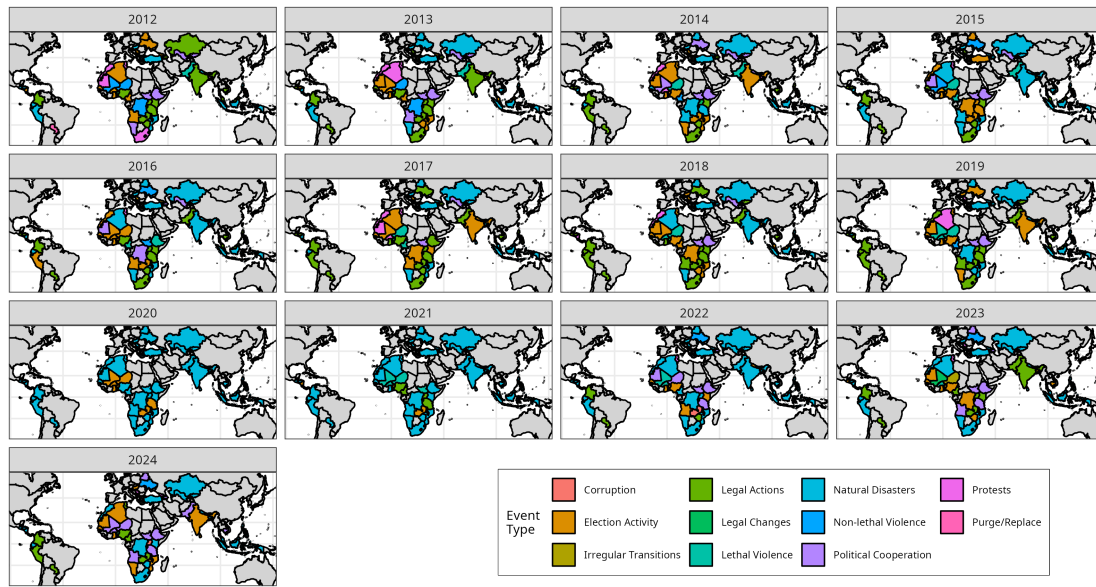 2012
2013
2014
2015
2016
2017
2018
2019
2020
2021
2022
2023
2024
Event
Type
Corruption
Election Activity
Irregular Transitions
Legal Actions
Legal Changes
Lethal Violence
Natural Disasters
Non-lethal Violence
Political Cooperation
Protests
Purge/Replace